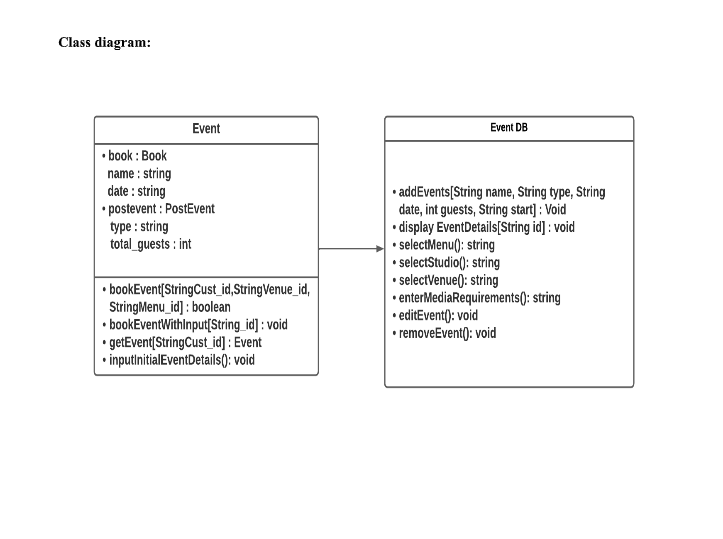 Class diagram:
Event
• book : Book
name : string
date : string
• postevent : PostEvent
type : string
total_guests : int
• bookEvent[StringCust_id,StringVenue_id,
StringMenu_id] : boolean
• bookEventWithInput[String_id] : void
• getEvent[StringCust_id] : Event
• inputInitialEventDetails(): void
Event DB
• addEvents[String name, String type, String
date, int guests, String start] : Void
• display EventDetails[String id] : void
• selectMenu(): string
• selectStudio(): string
• selectVenue(): string
• enterMediaRequirements(): string
• editEvent(): void
• removeEvent(): void